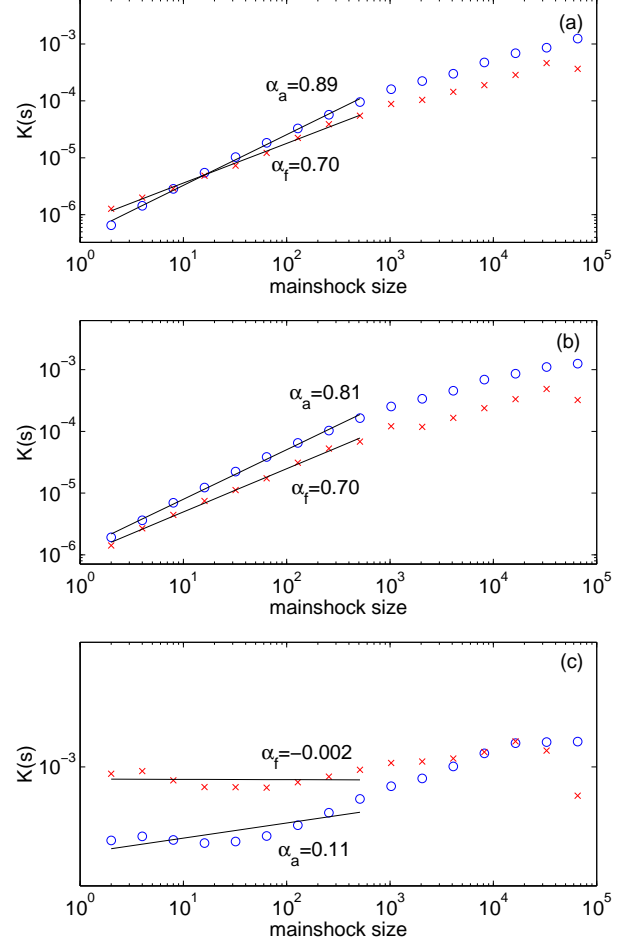 (a)
10^-3
10^-4
10^-5
10^-6
K(s)
α_a=0.89
α_f=0.70
10^0 10^1 10^2 10^3 10^4 10^5
mainshock size
(b)
10^-3
10^-4
10^-5
10^-6
K(s)
α_a=0.81
α_f=0.70
10^0 10^1 10^2 10^3 10^4 10^5
mainshock size
(c)
10^-3
K(s)
α_f=−0.002
α_a=0.11
10^0 10^1 10^2 10^3 10^4 10^5
mainshock size